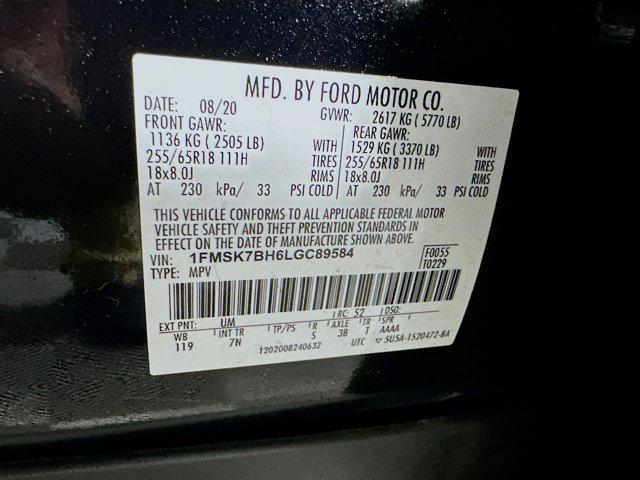 MFD. BY FORD MOTOR CO.
DATE: 08/20 GVWR: 2617 KG ( 5770 LB)
FRONT GAWR: REAR GAWR:
1136 KG ( 2505 LB) WITH 1529 KG ( 3370 LB) WITH
255/65R18 111H TIRES 255/65R18 111H TIRES
18x8.0J RIMS 18x8.0J RIMS
AT 230 kPa/ 33 PSI COLD AT 230 kPa/ 33 PSI COLD
THIS VEHICLE CONFORMS TO ALL APPLICABLE FEDERAL MOTOR
VEHICLE SAFETY AND THEFT PREVENTION STANDARDS IN
EFFECT ON THE DATE OF MANUFACTURE SHOWN ABOVE.
VIN: 1FMSK7BH6LGC89584 F0055
TYPE: MPV T0229
EXT PNT: UM RC: 52 DSO:
WB INT TR TP/PS R AXLE TR SPR
119 7N S 3B T AAAA
1202008240632 UTC SU5A-1520472-BA